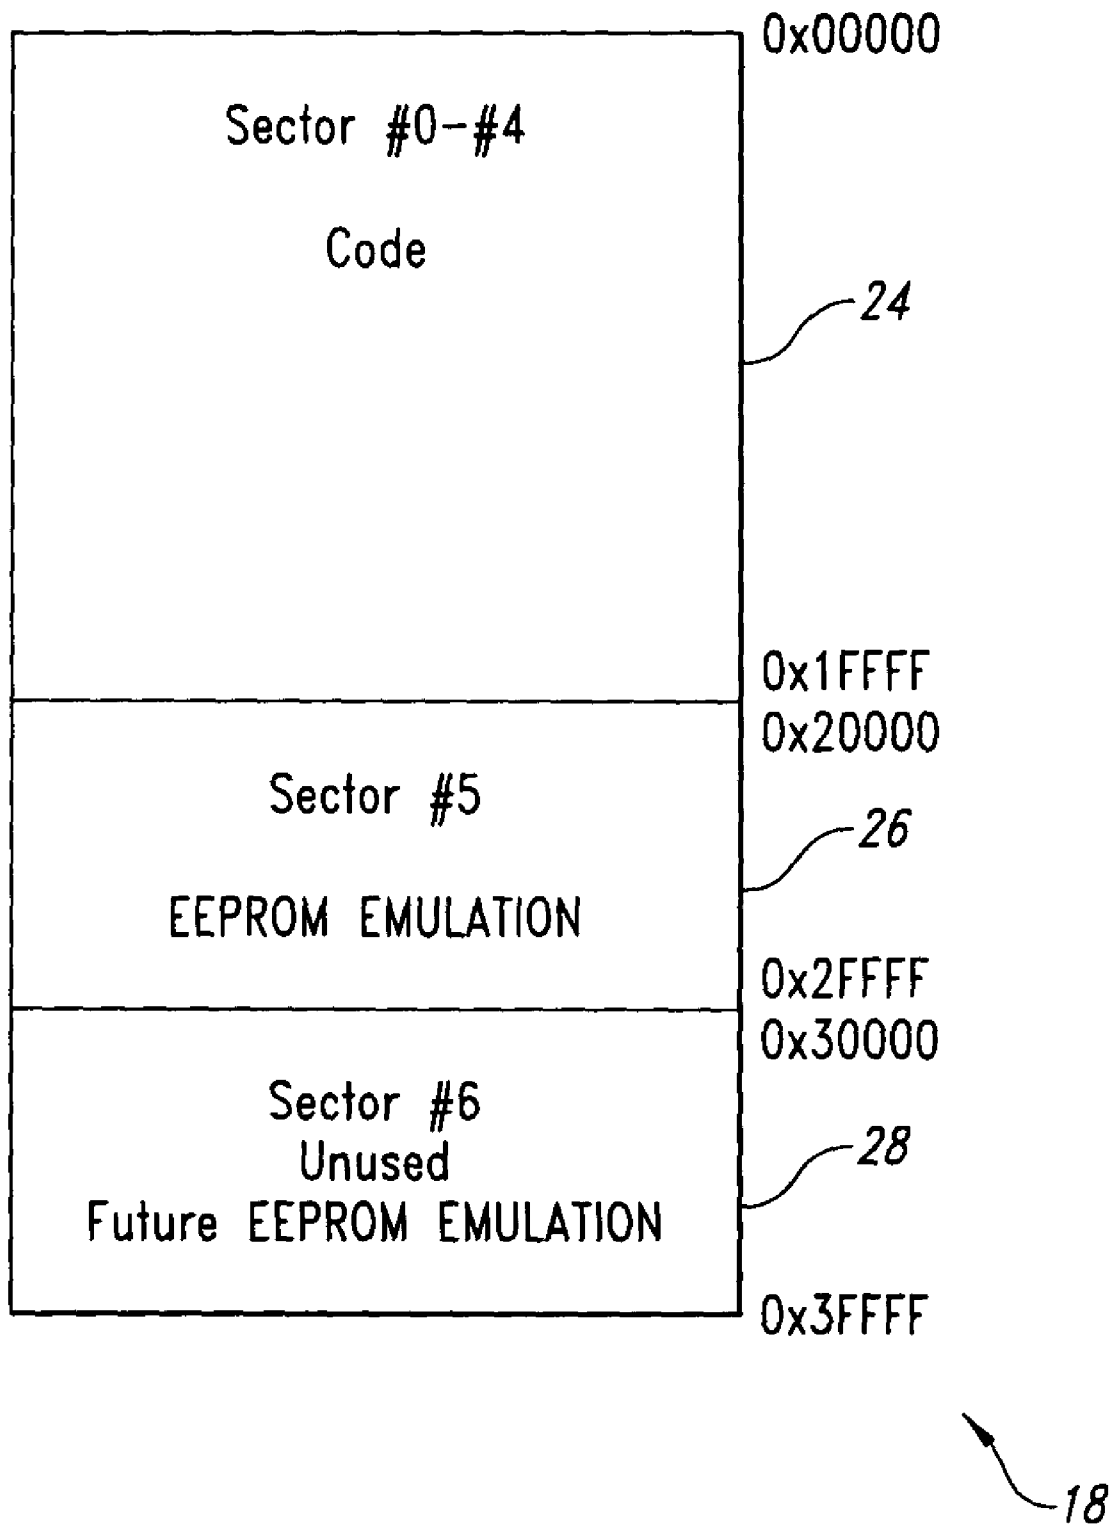 0x00000
Sector #0-#4
Code
24
0x1FFFF
0x20000
Sector #5
26
EEPROM EMULATION
0x2FFFF
0x30000
Sector #6
Unused
28
Future EEPROM EMULATION
0x3FFFF
18